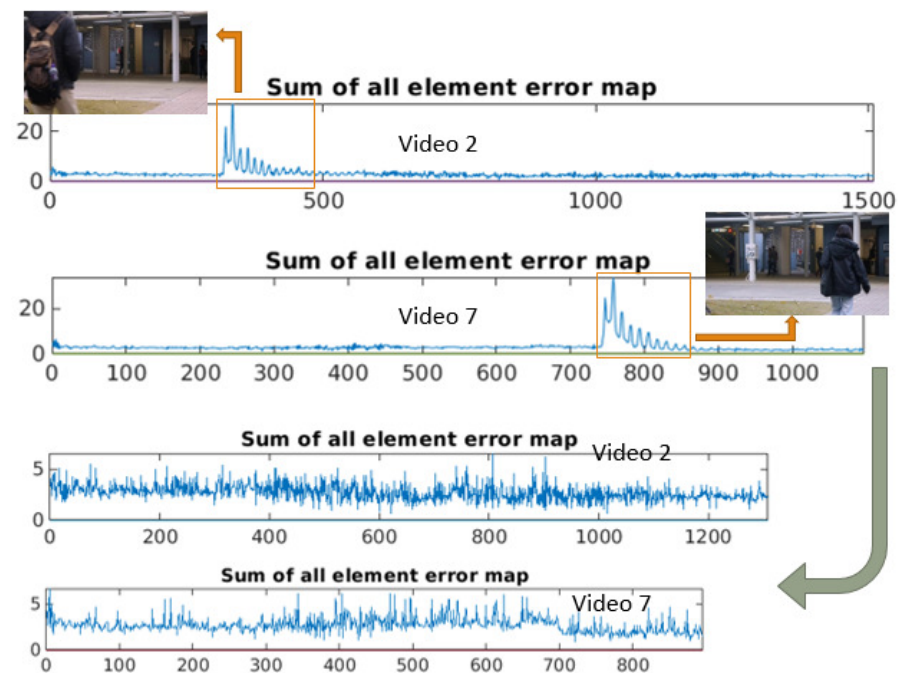 Sum of all element error map
Video 2
20
0
0 500 1000 1500
Sum of all element error map
Video 7
20
0
0 100 200 300 400 500 600 700 800 900 1000
Sum of all element error map
Video 2
5
0
0 200 400 600 800 1000 1200
Sum of all element error map
Video 7
5
0
0 100 200 300 400 500 600 700 800